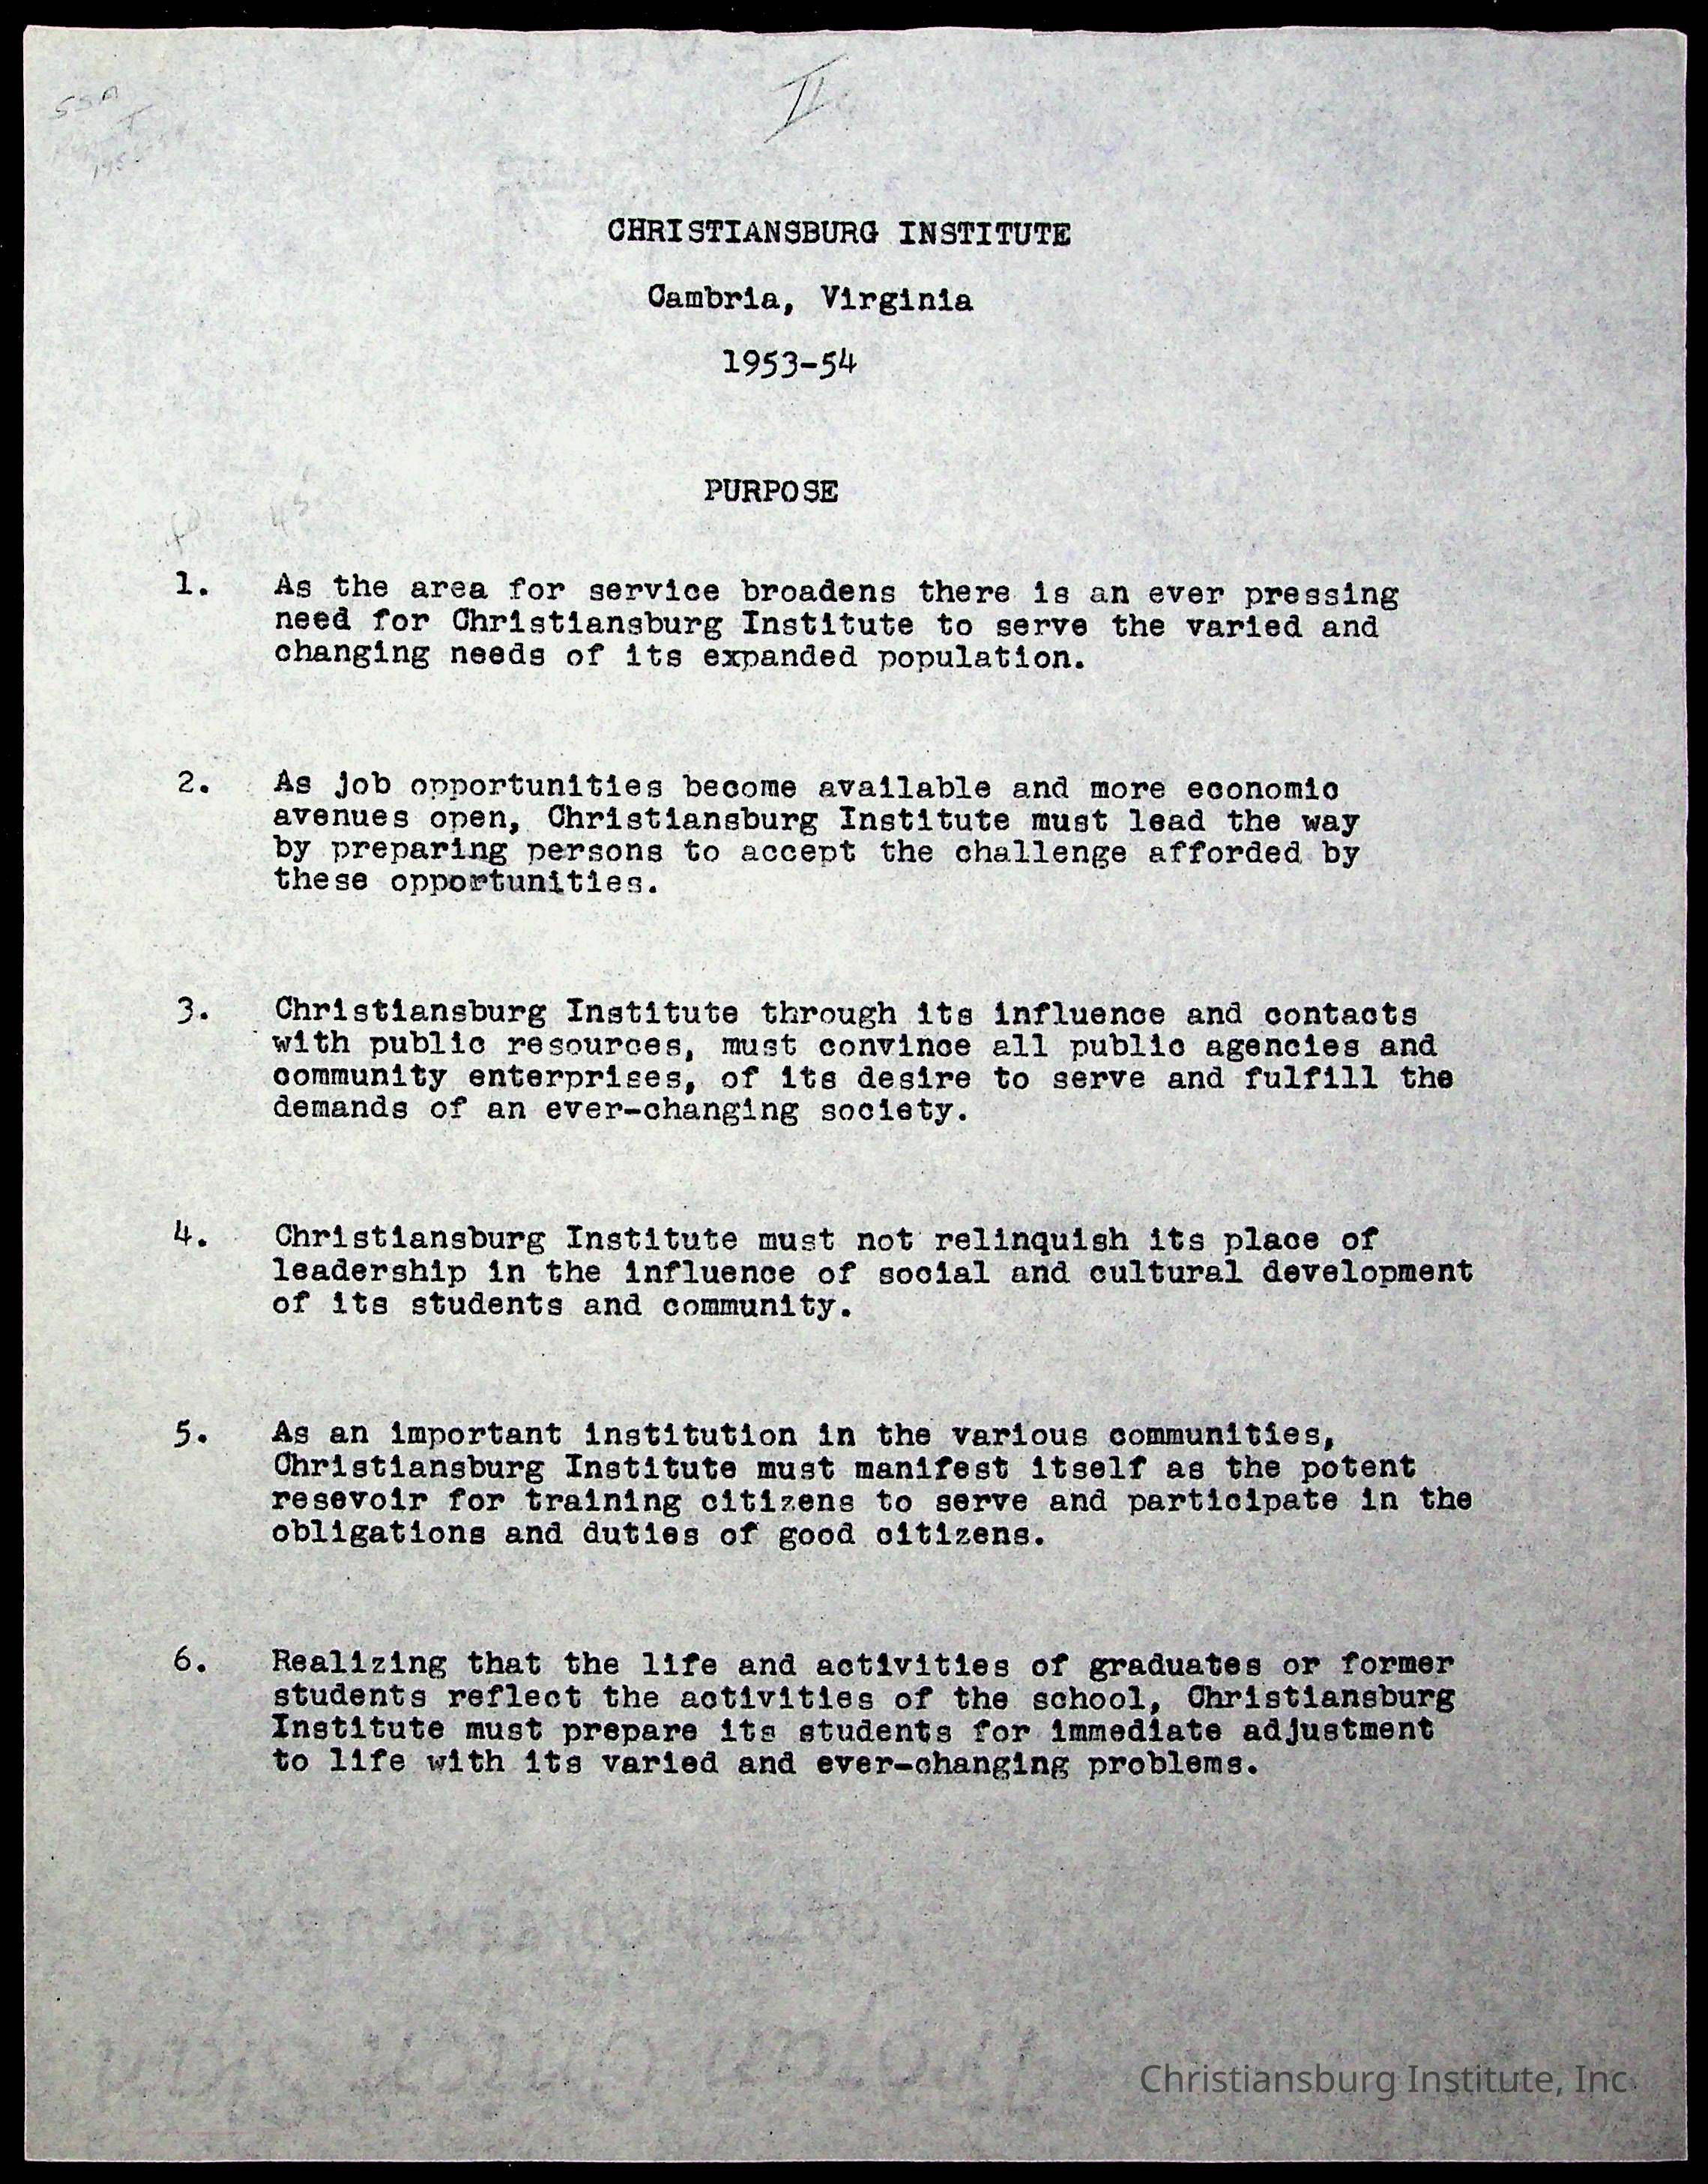 SSA
II
CHRISTIANSBURG INSTITUTE
Cambria, Virginia
1953-54
PURPOSE
45
1. As the area for service broadens there is an ever pressing
need for Christiansburg Institute to serve the varied and
changing needs of its expanded population.
2. As job opportunities become available and more economic
avenues open, Christiansburg Institute must lead the way
by preparing persons to accept the challenge afforded by
these opportunities.
3. Christiansburg Institute through its influence and contacts
with public resources, must convince all public agencies and
community enterprises, of its desire to serve and fulfill the
demands of an ever-changing society.
4. Christiansburg Institute must not relinquish its place of
leadership in the influence of social and cultural development
of its students and community.
5. As an important institution in the various communities,
Christiansburg Institute must manifest itself as the potent
resevoir for training citizens to serve and participate in the
obligations and duties of good citizens.
6. Realizing that the life and activities of graduates or former
students reflect the activities of the school, Christiansburg
Institute must prepare its students for immediate adjustment
to life with its varied and ever-changing problems.
Christiansburg Institute, Inc.